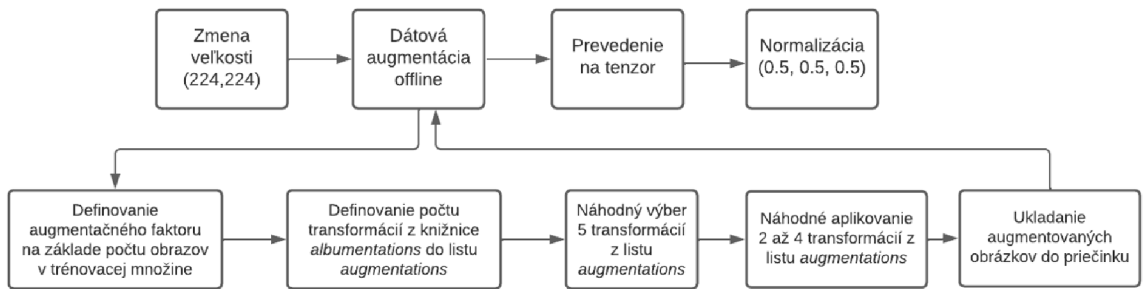 Zmena
veľkosti
(224,224)
Dátová
augmentácia
offline
Prevedenie
na tenzor
Normalizácia
(0.5, 0.5, 0.5)
Definovanie
augmentačného faktoru
na základe počtu obrazov
v trénovacej množine
Definovanie počtu
transformácií z knižnice
albumentations do listu
augmentations
Náhodný výber
5 transformácií
z listu
augmentations
Náhodné aplikovanie
2 až 4 transformácií z
listu augmentations
Ukladanie
augmentovaných
obrázkov do priečinku